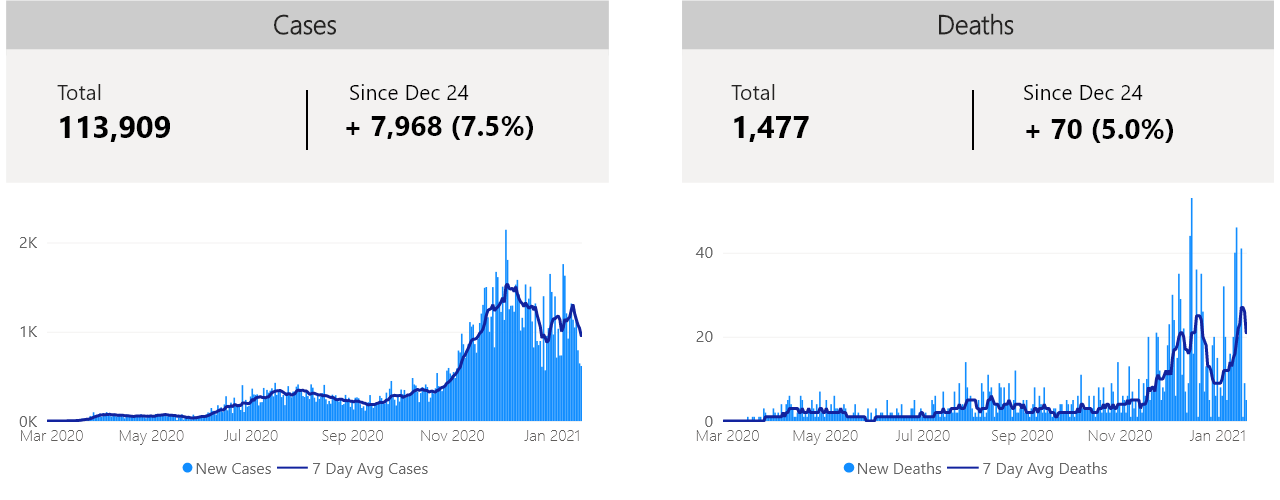 Cases
Total
113,909
Since Dec 24
+ 7,968 (7.5%)
2K
1K
0K
Mar 2020 May 2020 Jul 2020 Sep 2020 Nov 2020 Jan 2021
New Cases 7 Day Avg Cases
Deaths
Total
1,477
Since Dec 24
+ 70 (5.0%)
40
20
0
Mar 2020 May 2020 Jul 2020 Sep 2020 Nov 2020 Jan 2021
New Deaths 7 Day Avg Deaths